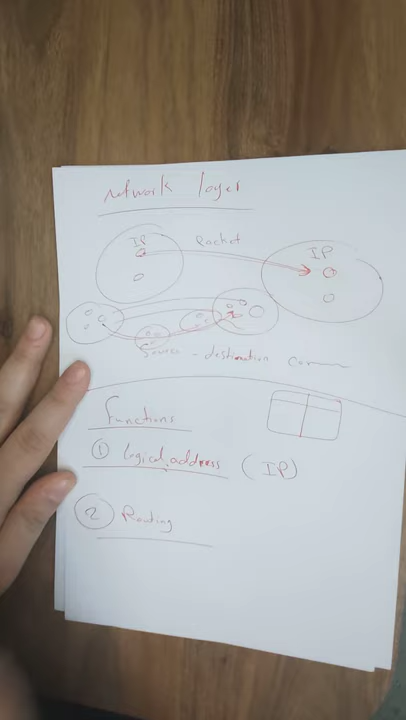 network layer
IP Packet IP
Source - destination
functions
① logical address (IP)
② Routing